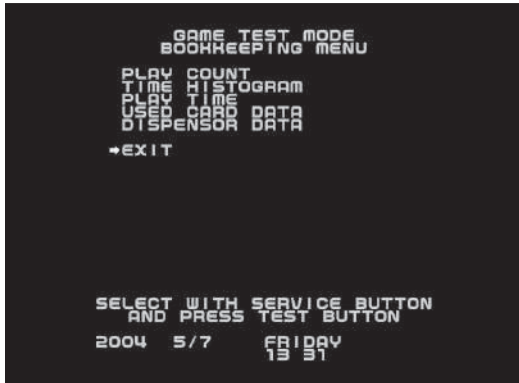 GAME TEST MODE
BOOKKEEPING MENU
PLAY COUNT
TIME HISTOGRAM
PLAY TIME
USED CARD DATA
DISPENSOR DATA
➡EXIT
SELECT WITH SERVICE BUTTON
AND PRESS TEST BUTTON
2004 5/7 FRIDAY
13 31